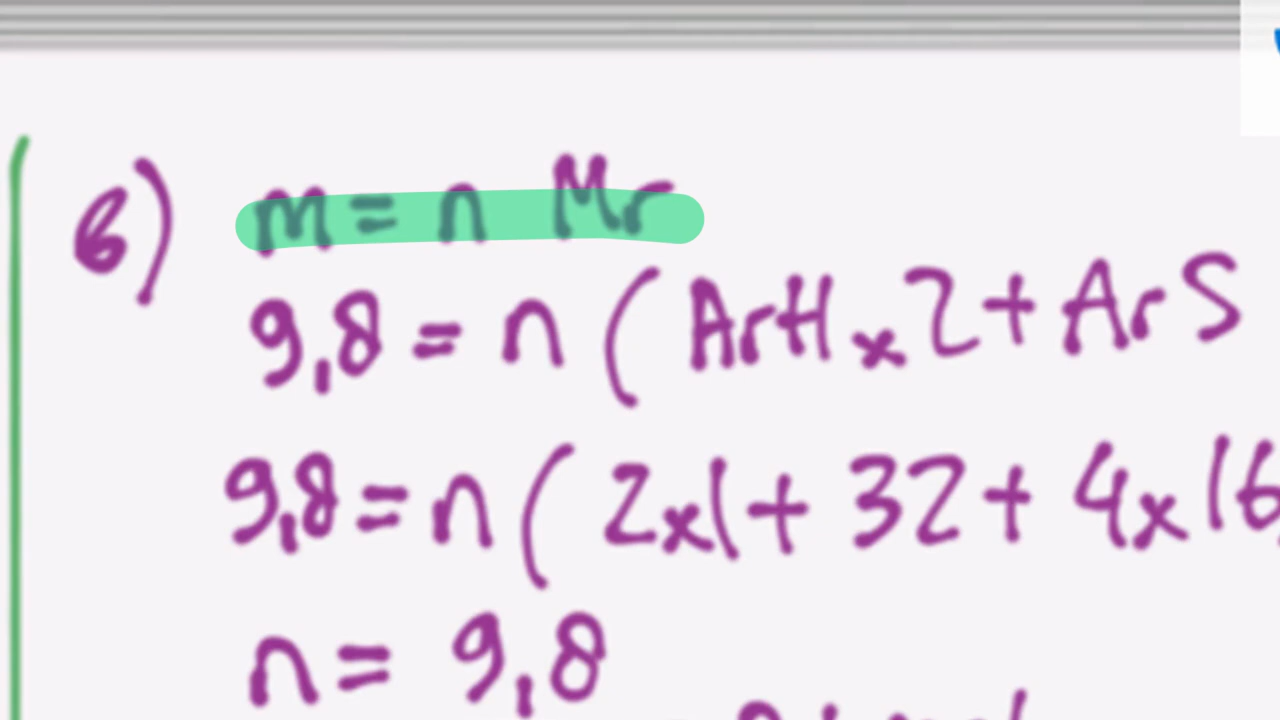 6) m = n Mr
9,8 = n ( ArH x 2 + ArS
9,8 = n ( 2x1 + 32 + 4x16
n = 9,8